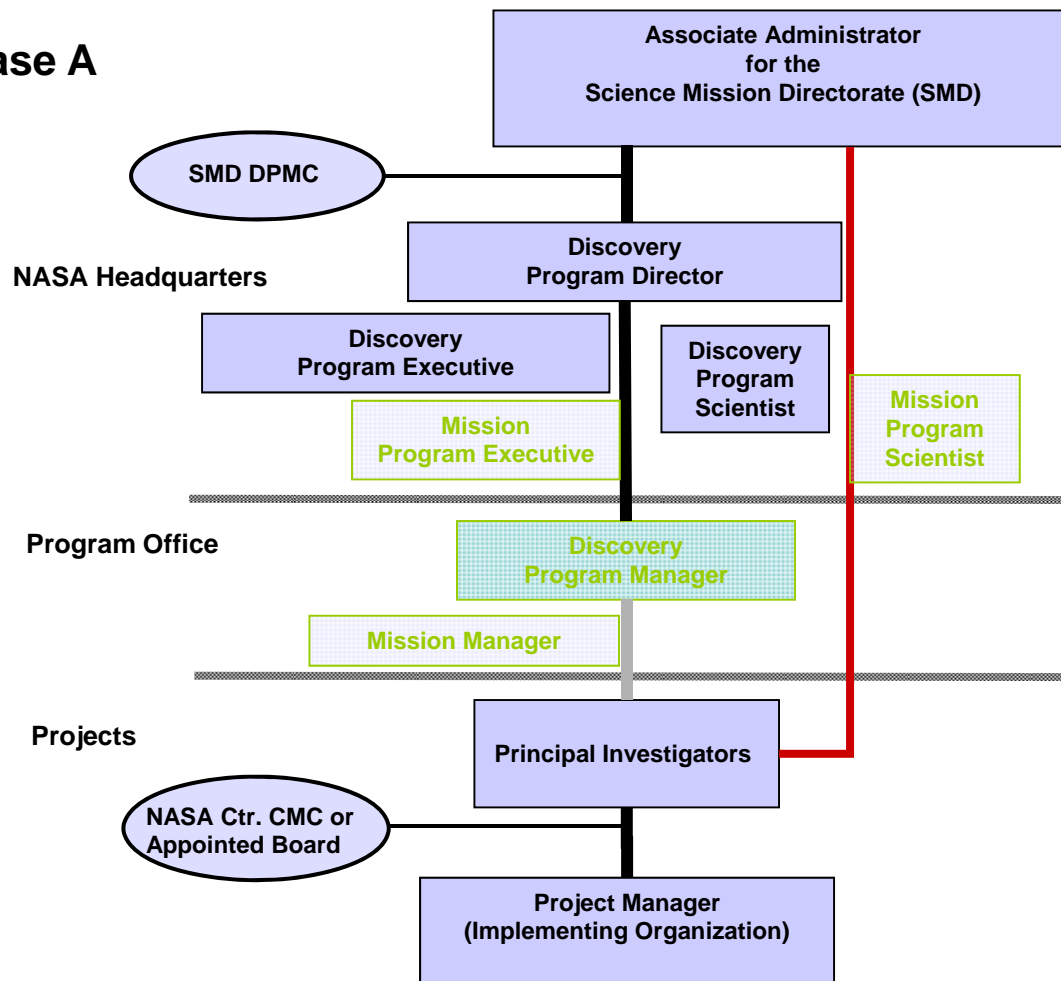 ase A
Associate Administrator
for the
Science Mission Directorate (SMD)
SMD DPMC
Discovery
Program Director
NASA Headquarters
Discovery
Program Executive
Discovery
Program
Scientist
Mission
Program Executive
Mission
Program
Scientist
Program Office
Discovery
Program Manager
Mission Manager
Projects
Principal Investigators
NASA Ctr. CMC or
Appointed Board
Project Manager
(Implementing Organization)